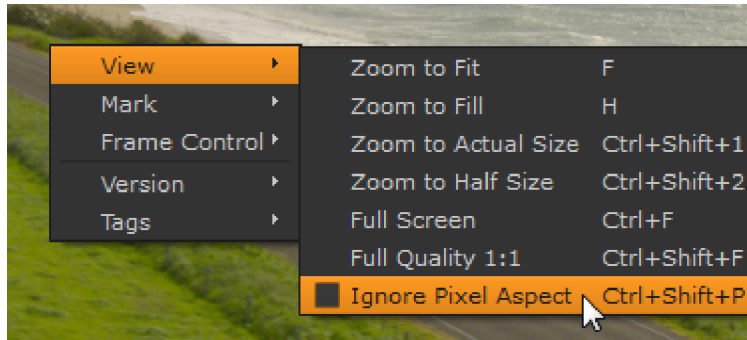 View
Mark
Frame Control
Version
Tags
Zoom to Fit F
Zoom to Fill H
Zoom to Actual Size Ctrl+Shift+1
Zoom to Half Size Ctrl+Shift+2
Full Screen Ctrl+F
Full Quality 1:1 Ctrl+Shift+F
Ignore Pixel Aspect Ctrl+Shift+P